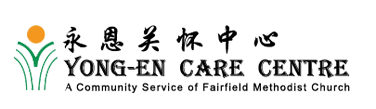 永恩关怀中心
YONG-EN CARE CENTRE
A Community Service of Fairfield Methodist Church